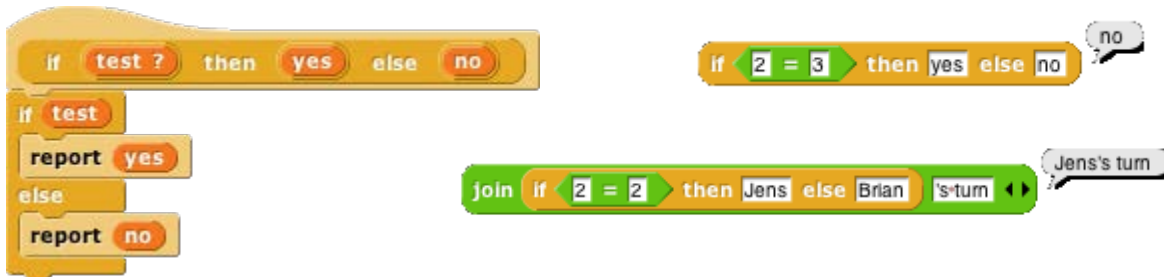 if test ? then yes else no
if test
report yes
else
report no
if 2 = 3 then yes else no
no
join if 2 = 2 then Jens else Brian 's turn
Jens's turn